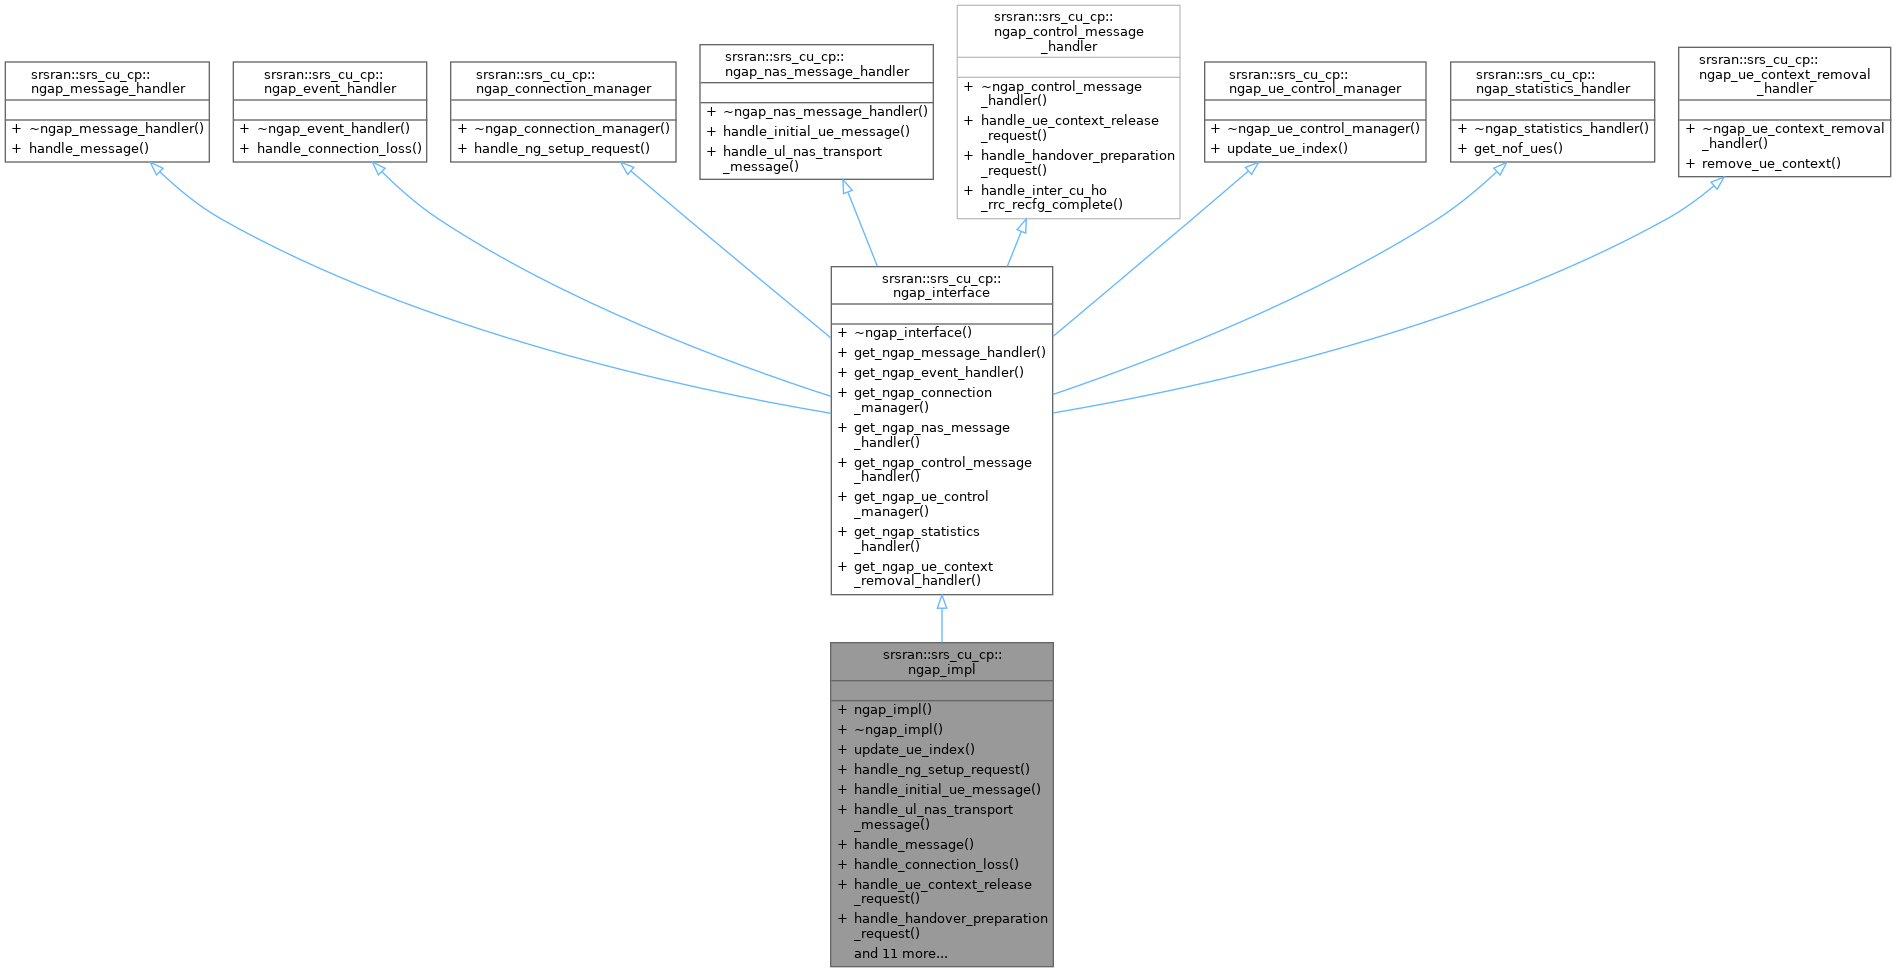 srsran::srs_cu_cp::
ngap_message_handler
+ ~ngap_message_handler()
+ handle_message()
srsran::srs_cu_cp::
ngap_event_handler
+ ~ngap_event_handler()
+ handle_connection_loss()
srsran::srs_cu_cp::
ngap_connection_manager
+ ~ngap_connection_manager()
+ handle_ng_setup_request()
srsran::srs_cu_cp::
ngap_nas_message_handler
+ ~ngap_nas_message_handler()
+ handle_initial_ue_message()
+ handle_ul_nas_transport
_message()
srsran::srs_cu_cp::
ngap_control_message
_handler
+ ~ngap_control_message
_handler()
+ handle_ue_context_release
_request()
+ handle_handover_preparation
_request()
+ handle_inter_cu_ho
_rrc_recfg_complete()
srsran::srs_cu_cp::
ngap_ue_control_manager
+ ~ngap_ue_control_manager()
+ update_ue_index()
srsran::srs_cu_cp::
ngap_statistics_handler
+ ~ngap_statistics_handler()
+ get_nof_ues()
srsran::srs_cu_cp::
ngap_ue_context_removal
_handler
+ ~ngap_ue_context_removal
_handler()
+ remove_ue_context()
srsran::srs_cu_cp::
ngap_interface
+ ~ngap_interface()
+ get_ngap_message_handler()
+ get_ngap_event_handler()
+ get_ngap_connection
_manager()
+ get_ngap_nas_message
_handler()
+ get_ngap_control_message
_handler()
+ get_ngap_ue_control
_manager()
+ get_ngap_statistics
_handler()
+ get_ngap_ue_context
_removal_handler()
srsran::srs_cu_cp::
ngap_impl
+ ngap_impl()
+ ~ngap_impl()
+ update_ue_index()
+ handle_ng_setup_request()
+ handle_initial_ue_message()
+ handle_ul_nas_transport
_message()
+ handle_message()
+ handle_connection_loss()
+ handle_ue_context_release
_request()
+ handle_handover_preparation
_request()
and 11 more...